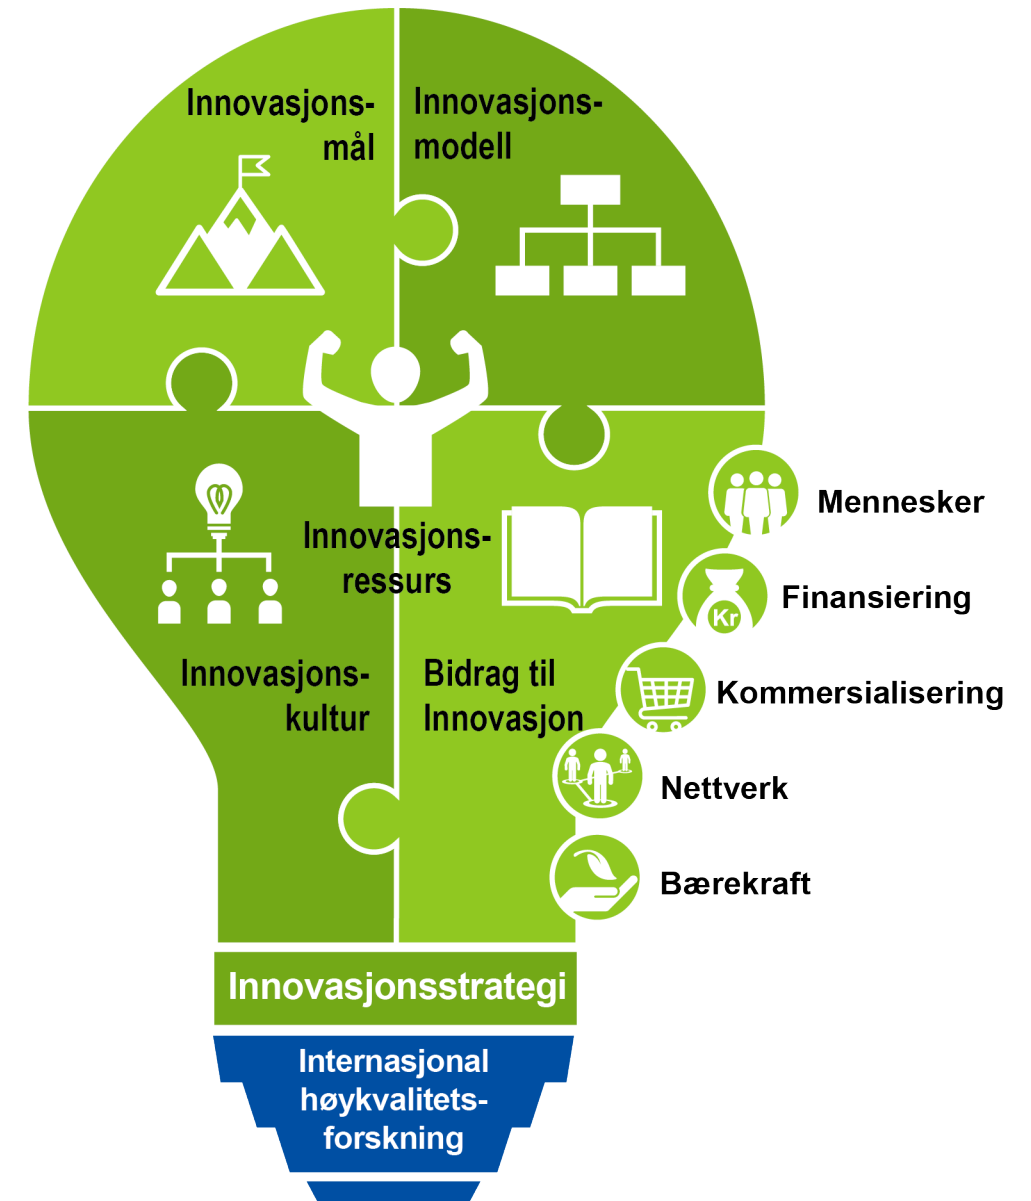 Innovasjons-
mål
Innovasjons-
modell
Innovasjons-
ressurs
Innovasjons-
kultur
Bidrag til
Innovasjon
Mennesker
Kr
Finansiering
Kommersialisering
Nettverk
Bærekraft
Innovasjonsstrategi
Internasjonal
høykvalitets-
forskning